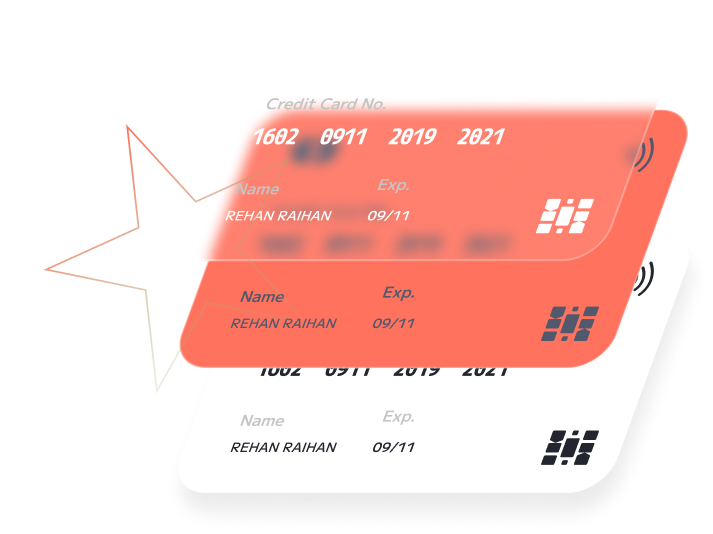 Credit Card No.
1602 0911 2019 2021
Name Exp.
REHAN RAIHAN 09/11
Name Exp.
REHAN RAIHAN 09/11
1602 0911 2019 2021
Name Exp.
REHAN RAIHAN 09/11